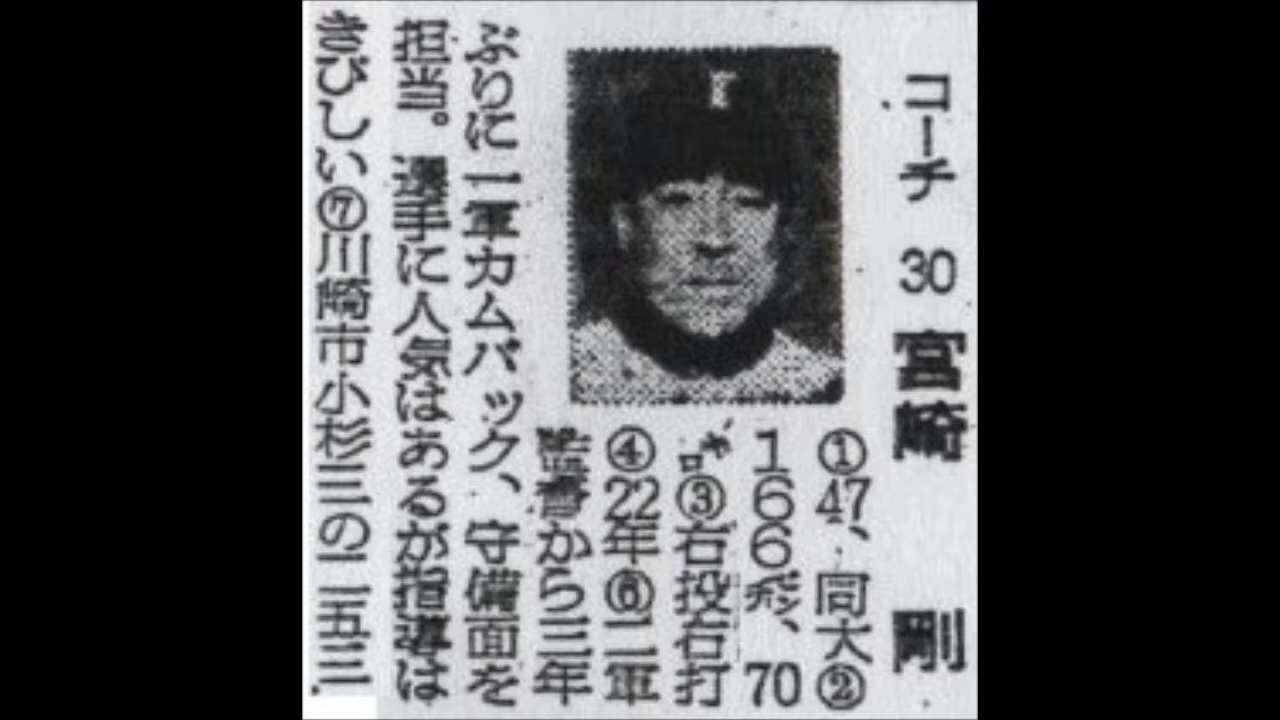 コーチ 30 宮崎 剛
①47、同大②
166㌢、70
㌔③右投右打
④22年⑥二軍
監督から三年
ぶりに一軍カムバック、守備面を
担当。選手に人気はあるが指導は
きびしい⑦川崎市小杉三の二五三